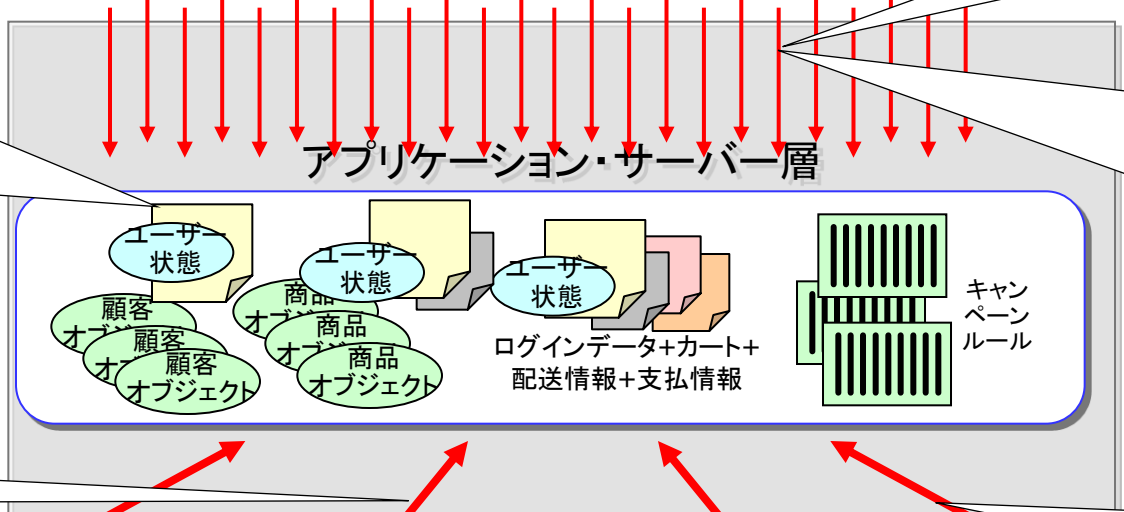 アプリケーション・サーバー層
ユーザー
状態
ユーザー
状態
ユーザー
状態
顧客
顧客
顧客
オブジェクト
商品
商品
商品
オブジェクト
ログインデータ+カート+
配送情報+支払情報
キャン
ペーン
ルール